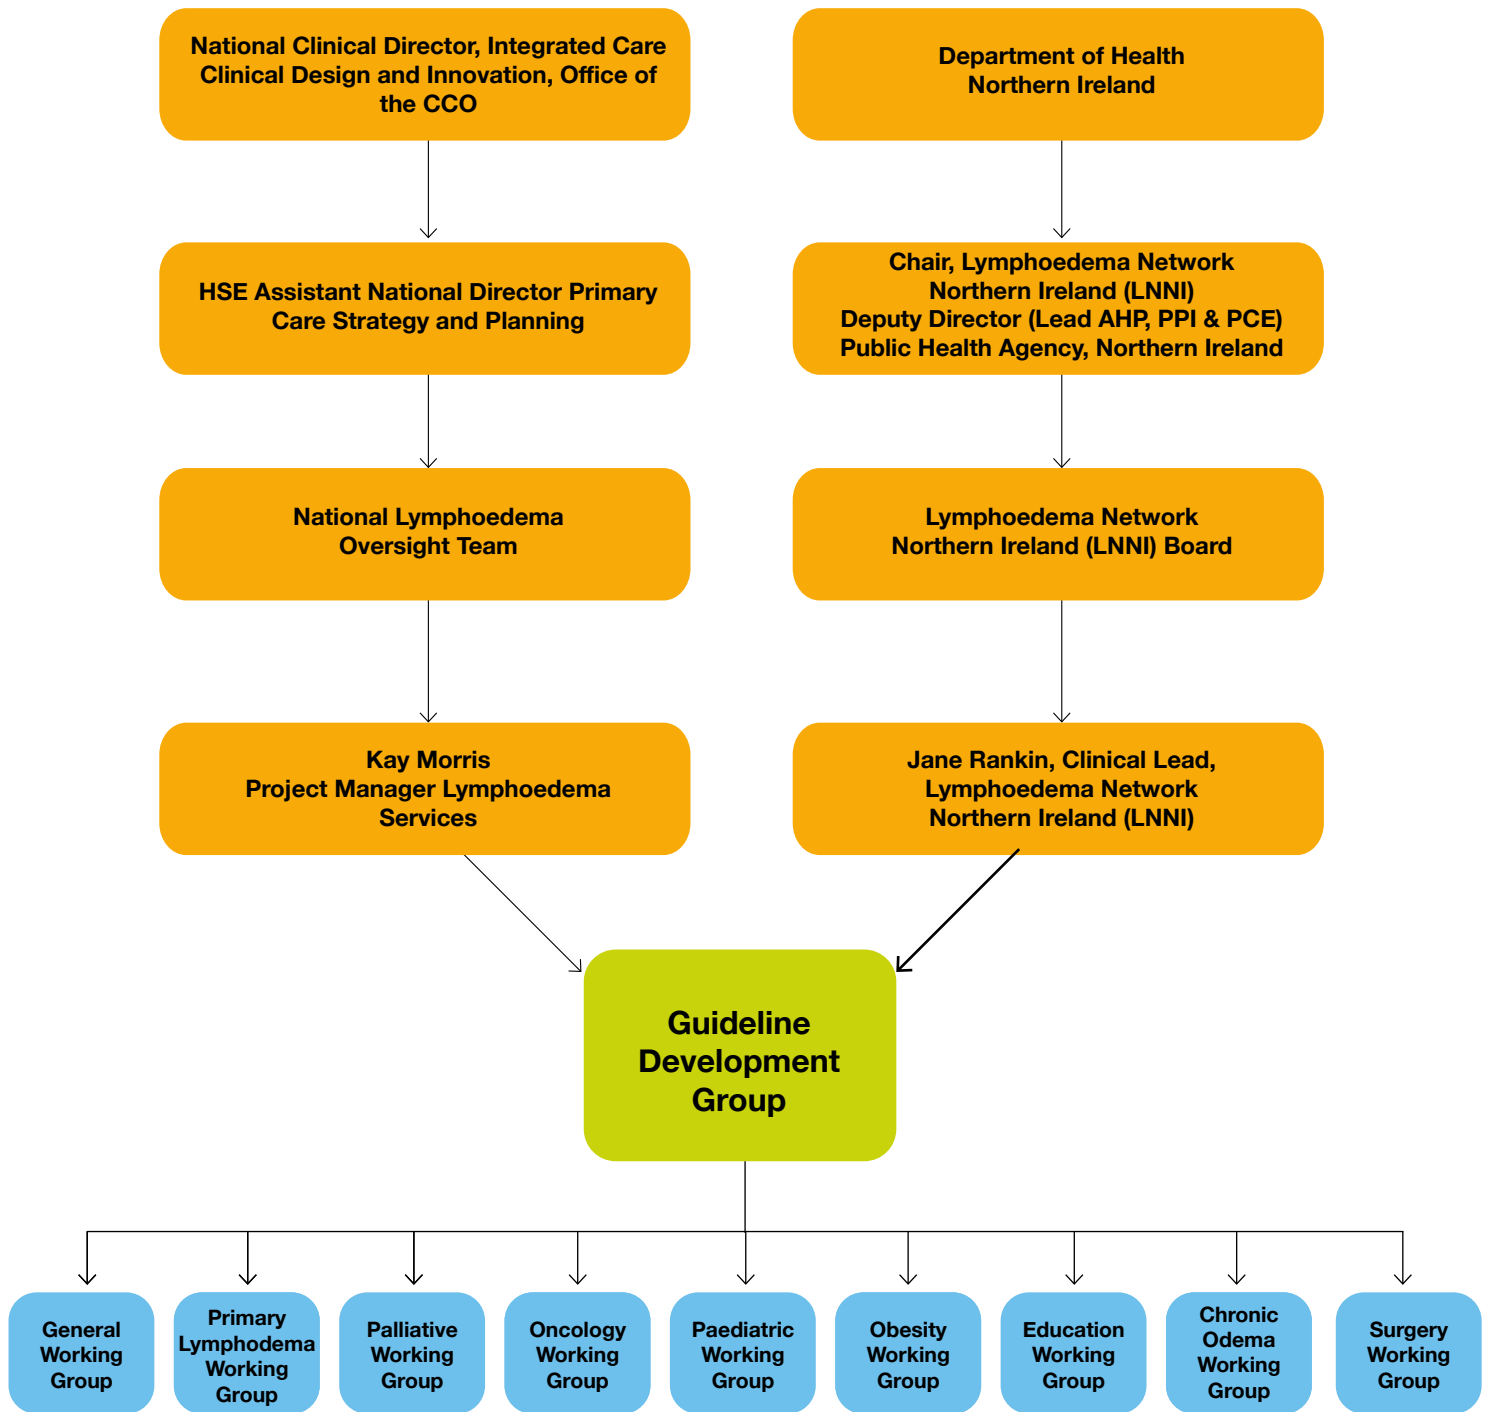 National Clinical Director, Integrated Care
Clinical Design and Innovation, Office of
the CCO
Department of Health
Northern Ireland
HSE Assistant National Director Primary
Care Strategy and Planning
Chair, Lymphoedema Network
Northern Ireland (LNNI)
Deputy Director (Lead AHP, PPI & PCE)
Public Health Agency, Northern Ireland
National Lymphoedema
Oversight Team
Lymphoedema Network
Northern Ireland (LNNI) Board
Kay Morris
Project Manager Lymphoedema
Services
Jane Rankin, Clinical Lead,
Lymphoedema Network
Northern Ireland (LNNI)
Guideline
Development
Group
General
Working
Group
Primary
Lymphodema
Working
Group
Palliative
Working
Group
Oncology
Working
Group
Paediatric
Working
Group
Obesity
Working
Group
Education
Working
Group
Chronic
Odema
Working
Group
Surgery
Working
Group